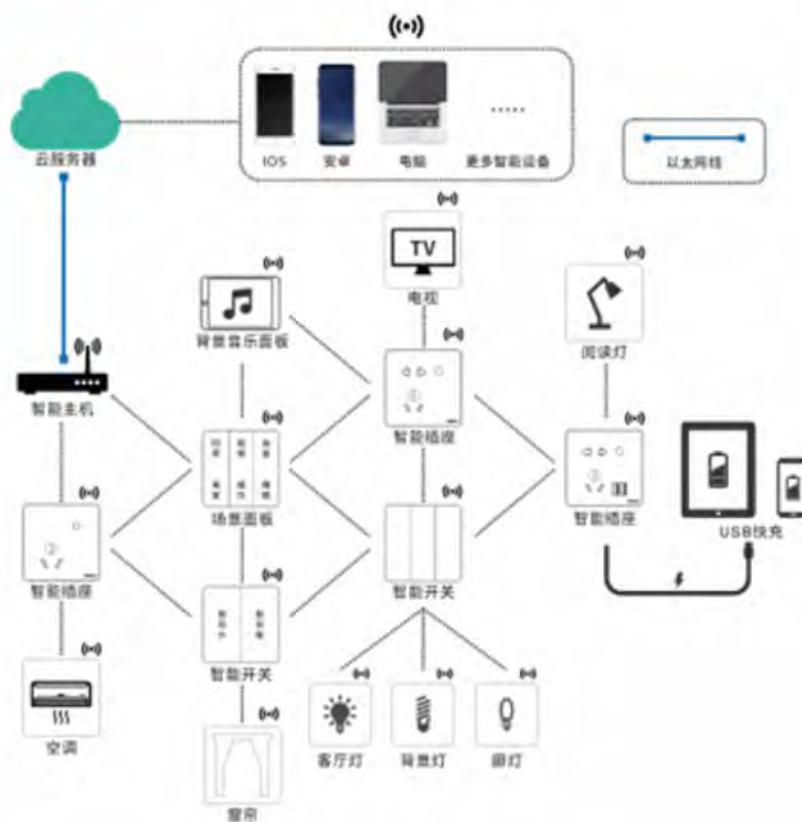 云服务器
IOS
安卓
电脑
更多智能设备
以太网线
TV
电视
背景音乐面板
阅读灯
智能主机
智能插座
场景面板
智能插座
智能插座
USB快充
智能开关
智能开关
空调
客厅灯
背景灯
窗帘